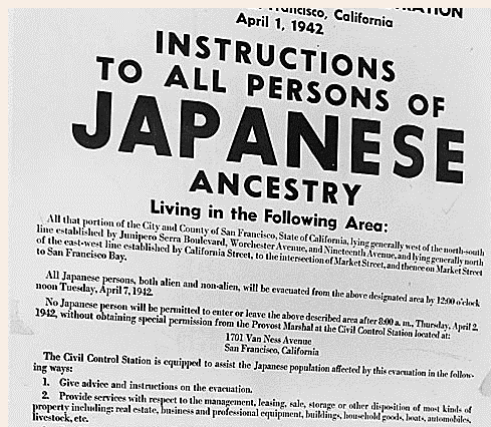 Francisco, California
April 1, 1942
INSTRUCTIONS
TO ALL PERSONS OF
JAPANESE
ANCESTRY
Living in the Following Area:
All that portion of the City and County of San Francisco, State of California, lying generally west of the north-south
line established by Junipero Serra Boulevard, Worchester Avenue, and Nineteenth Avenue, and lying generally north
of the east-west line established by California Street, to the intersection of Market Street, and thence on Market Street
to San Francisco Bay.
All Japanese persons, both alien and non-alien, will be evacuated from the above designated area by 12:00 o'clock
noon Tuesday, April 7, 1942.
No Japanese person will be permitted to enter or leave the above described area after 8:00 a. m., Thursday, April 2,
1942, without obtaining special permission from the Provost Marshal at the Civil Control Station located at:
1701 Van Ness Avenue
San Francisco, California
The Civil Control Station is equipped to assist the Japanese population affected by this evacuation in the follow-
ing ways:
1. Give advice and instructions on the evacuation.
2. Provide services with respect to the management, leasing, sale, storage or other disposition of most kinds of
property including: real estate, business and professional equipment, buildings, household goods, boats, automobiles,
livestock, etc.